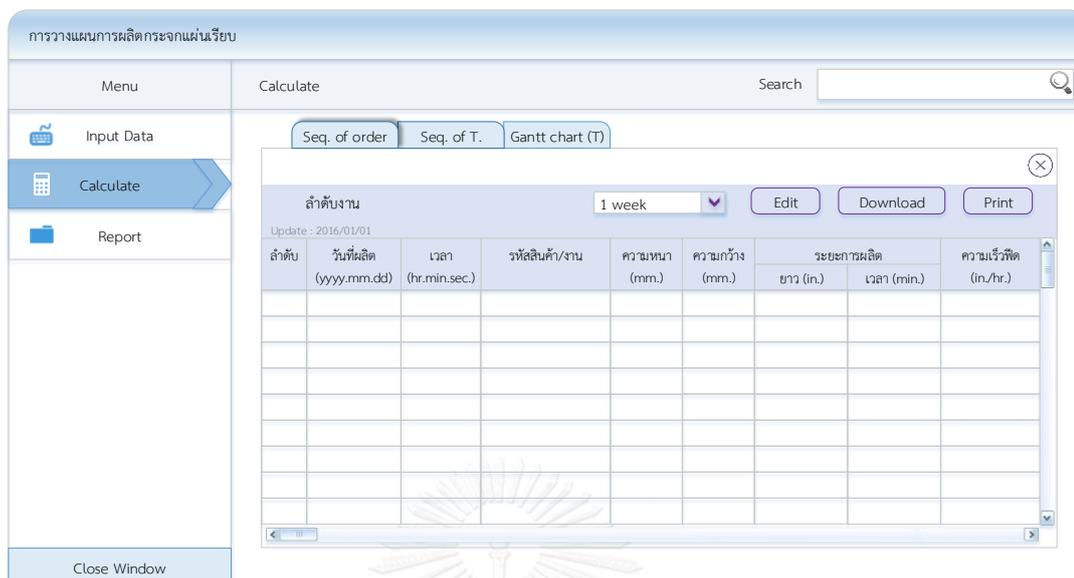 การวางแผนการผลิตกระจกแผ่นเรียบ
Menu
Calculate
Search
Input Data
Calculate
Report
Close Window
Seq. of order
Seq. of T.
Gantt chart (T)
ลำดับงาน
1 week
Edit
Download
Print
Update : 2016/01/01
ลำดับ
วันที่ผลิต
(yyyy.mm.dd)
เวลา
(hr.min.sec.)
รหัสสินค้า/งาน
ความหนา
(mm.)
ความกว้าง
(mm.)
ระยะการผลิต
ยาว (in.)
เวลา (min.)
ความเร็วฟีด
(in./hr.)